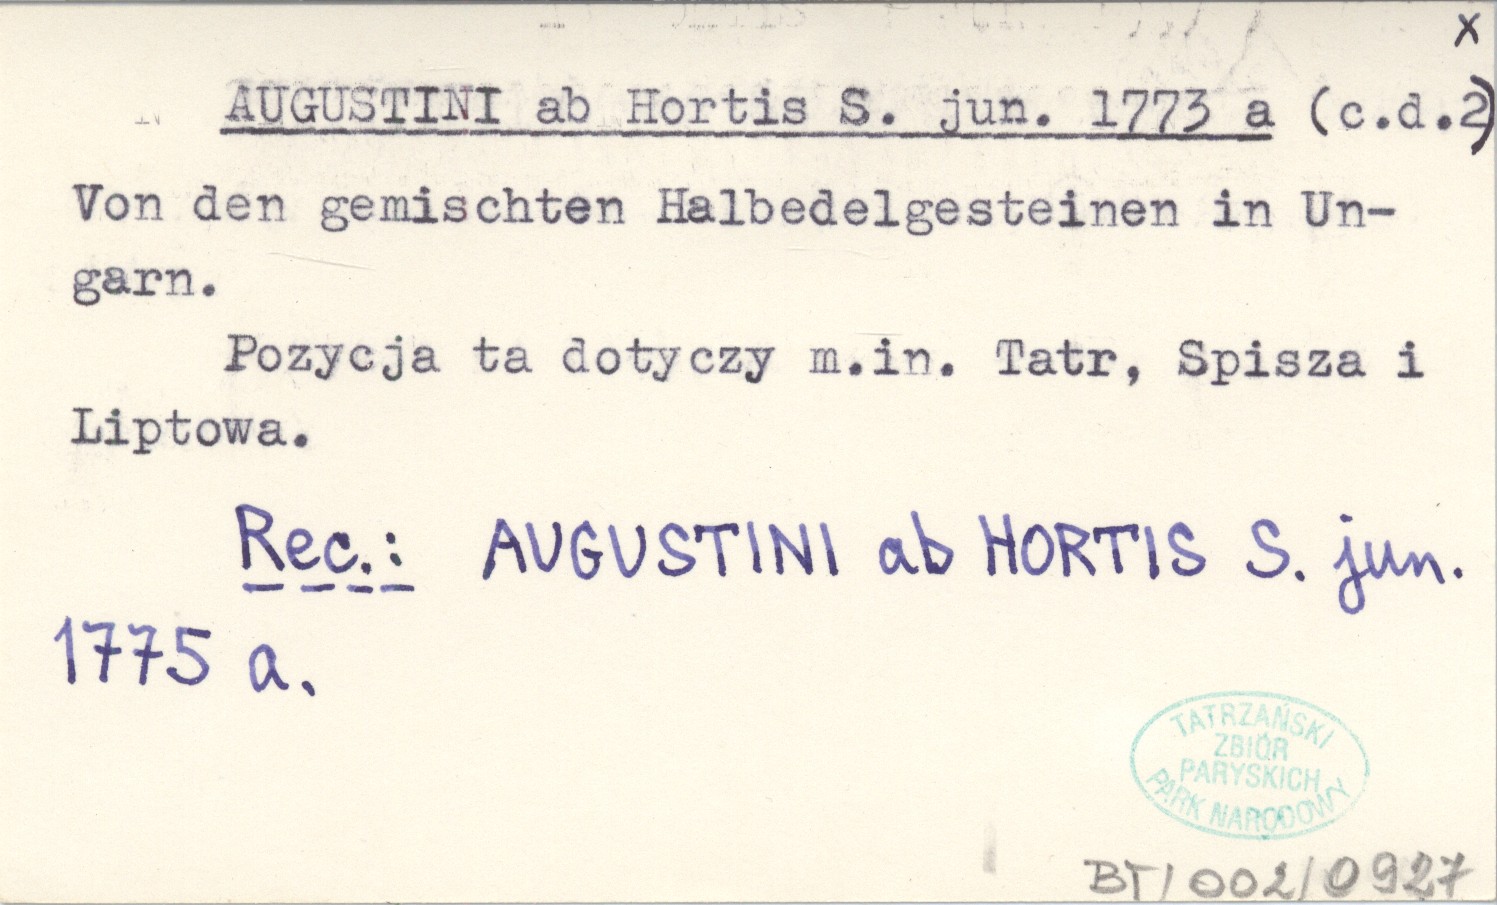 x
AUGUSTINI ab Hortis S. jun. 1773 a (c.d.2)
Von den gemischten Halbedelgesteinen in Un-
garn.
Pozycja ta dotyczy m.in. Tatr, Spisza i
Liptowa.
Rec.: AUGUSTINI ab HORTIS S. jun.
1775 a.
TATRZAŃSKI
ZBIÓR
PARYSKICH
PARK NARODOWY
BT/002/0927